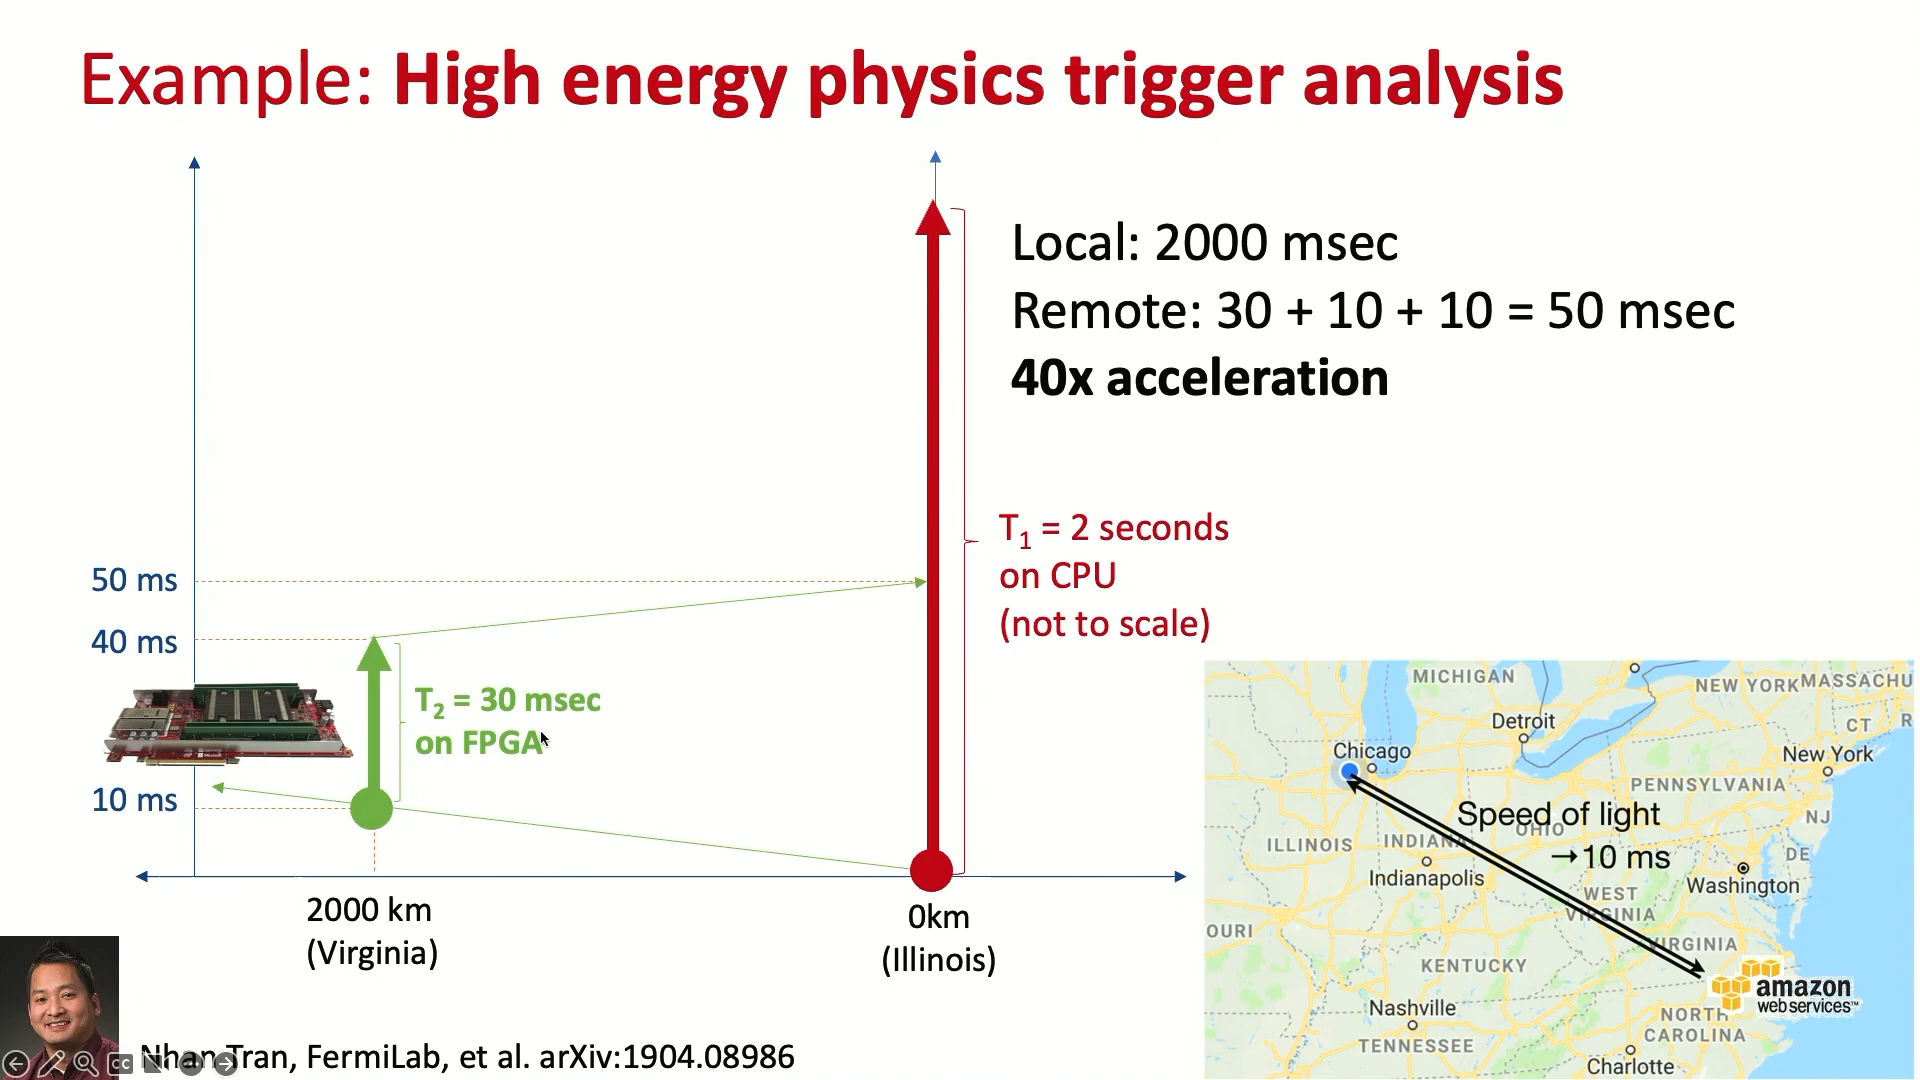 Example: High energy physics trigger analysis
Local: 2000 msec
Remote: 30 + 10 + 10 = 50 msec
40x acceleration
50 ms
40 ms
10 ms
T2 = 30 msec
on FPGA
T1 = 2 seconds
on CPU
(not to scale)
2000 km
(Virginia)
0km
(Illinois)
MICHIGAN
NEW YORK
MASSACHU
Detroit
CT
R
Chicago
New York
PENNSYLVANIA
Speed of light
→10 ms
NJ
OHIO
ILLINOIS
INDIANA
DE
Indianapolis
Washington
WEST
VIRGINIA
OURI
VIRGINIA
KENTUCKY
amazon
webservices™
Nashville
NORTH
CAROLINA
TENNESSEE
Charlotte
CC
Nhan Tran, FermiLab, et al. arXiv:1904.08986